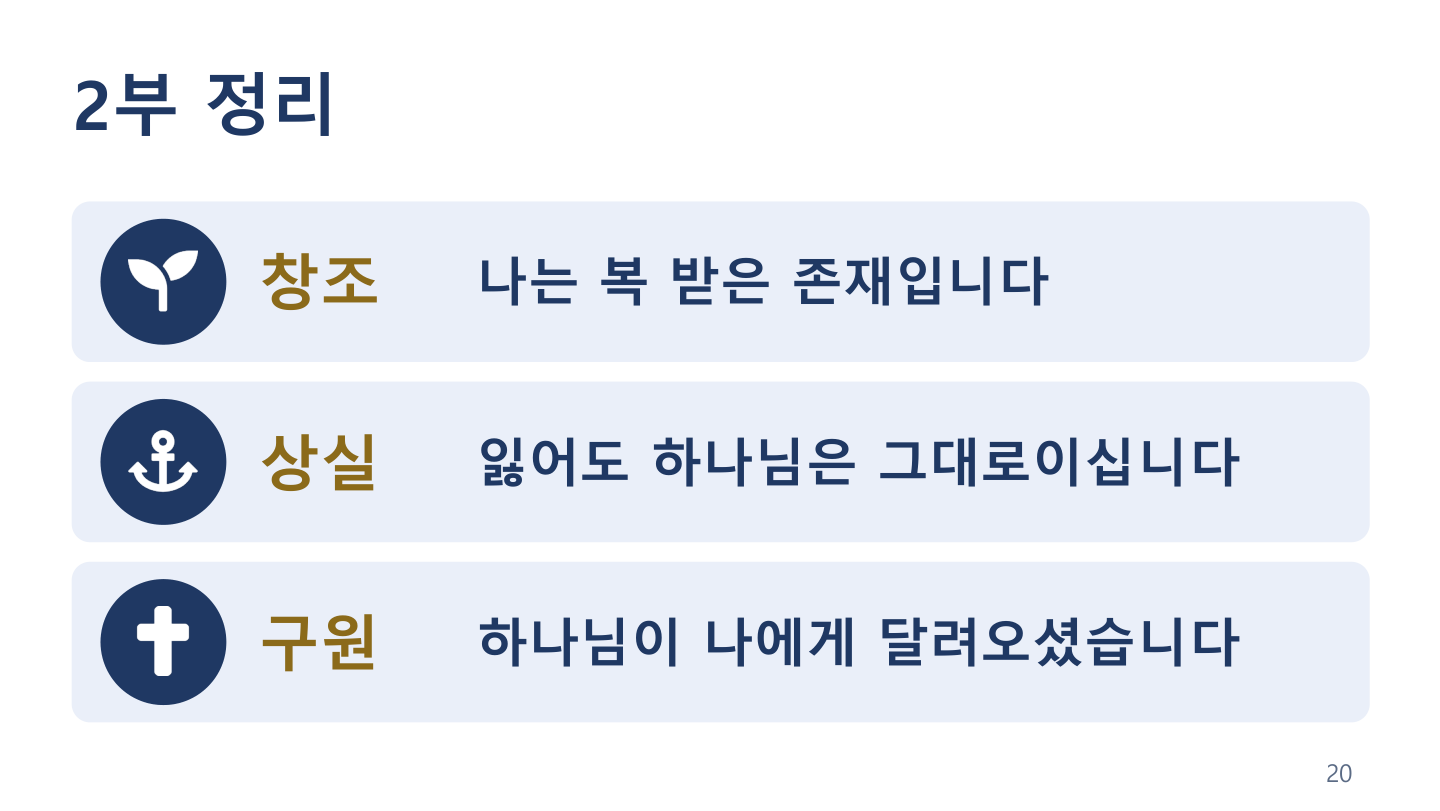 2부 정리
창조 나는 복 받은 존재입니다
상실 잃어도 하나님은 그대로이십니다
구원 하나님이 나에게 달려오셨습니다
20